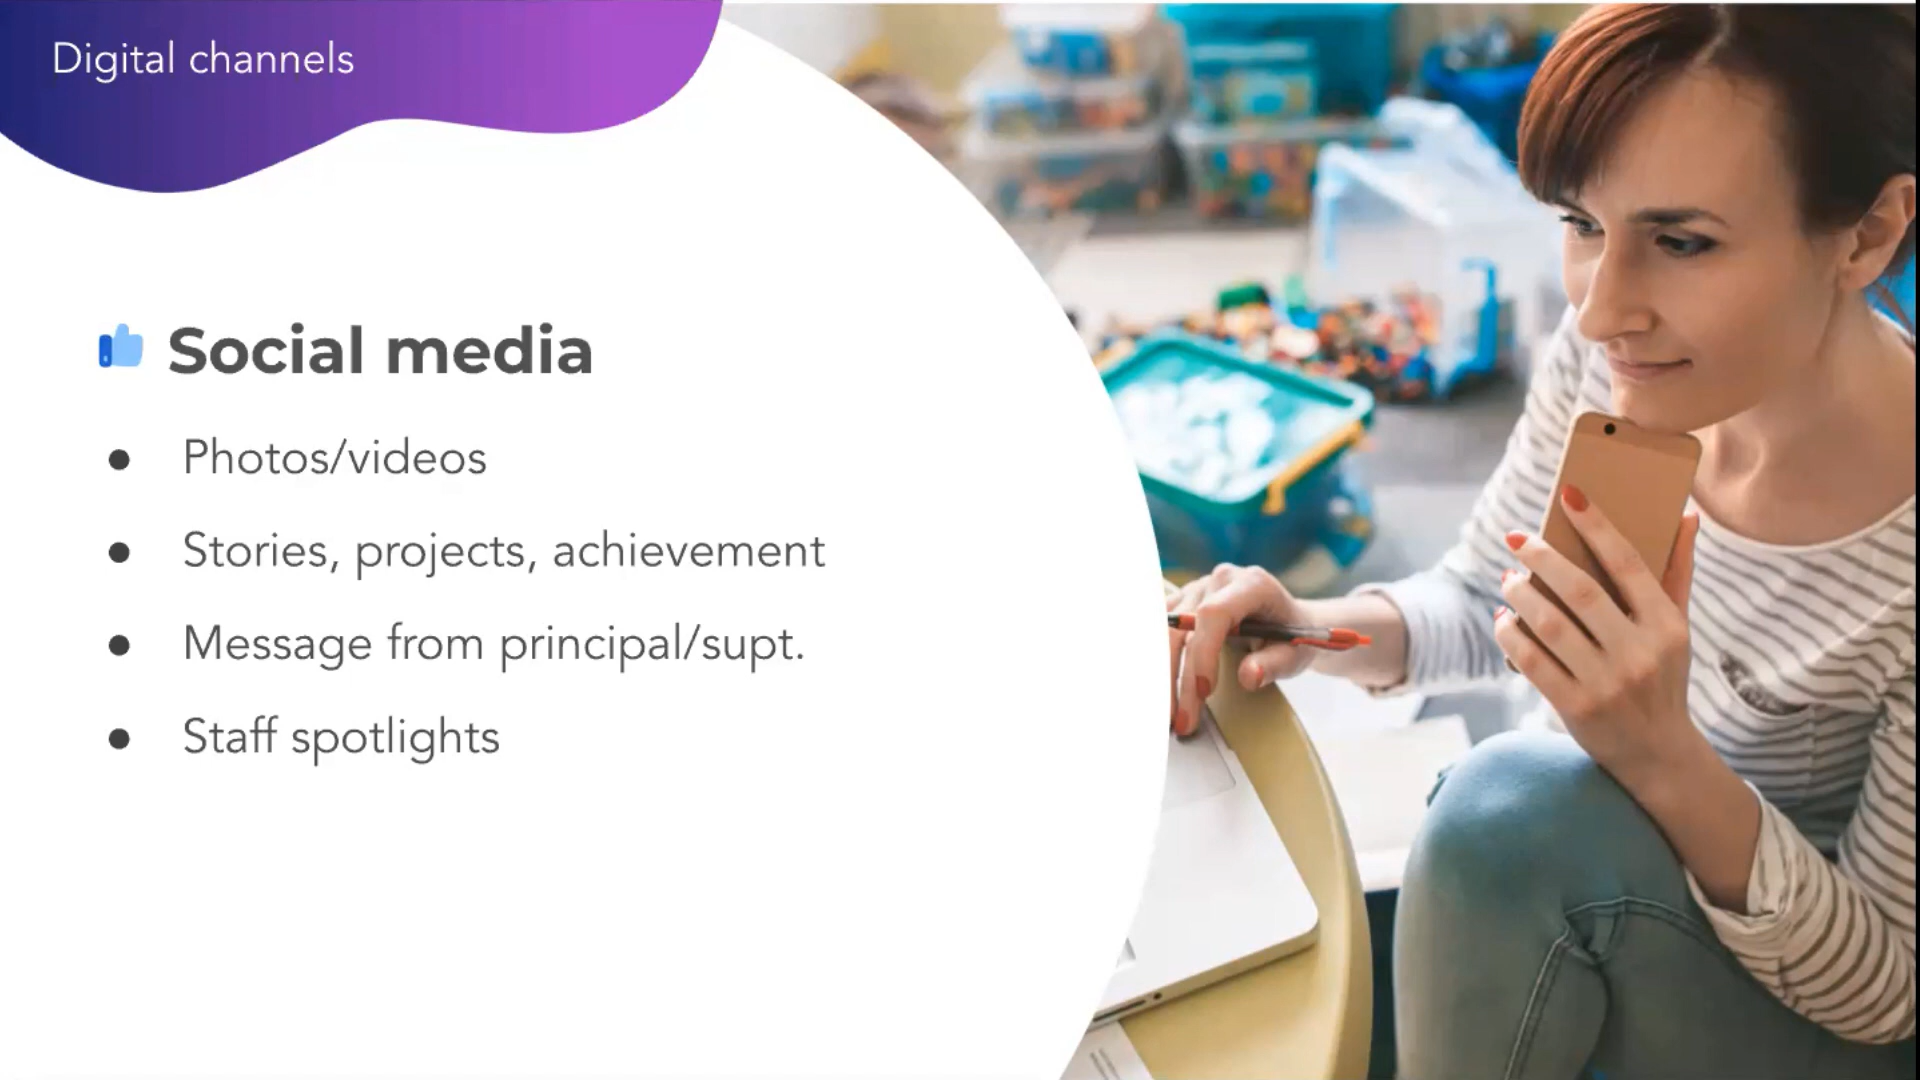 Digital channels
Social media
Photos/videos
Stories, projects, achievement
Message from principal/supt.
Staff spotlights